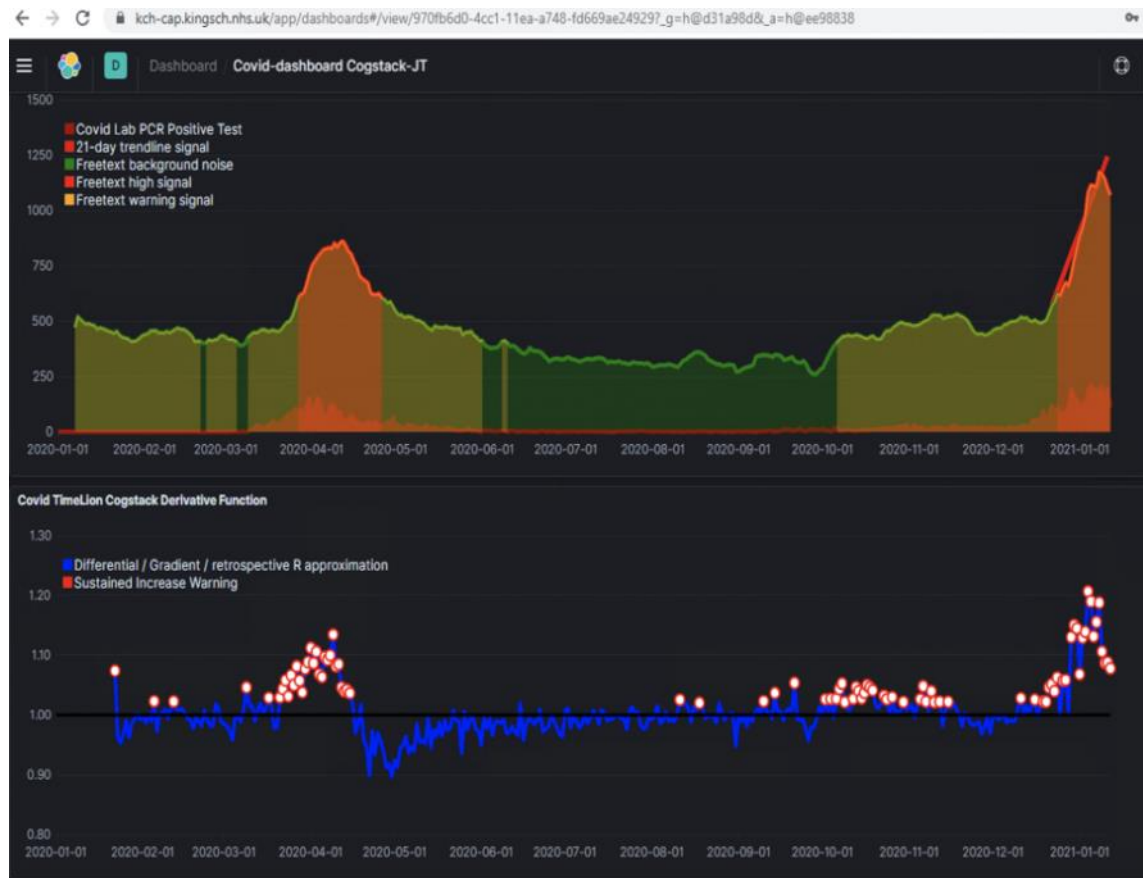 kch-cap.kingsch.nhs.uk/app/dashboards#/view/970fb6d0-4cc1-11ea-a748-fd669ae24929?_g=h@d31a98d&_a=h@ee98838
D Dashboard Covid-dashboard Cogstack-JT
1500
Covid Lab PCR Positive Test
21-day trendline signal
1250
Freetext background noise
Freetext high signal
Freetext warning signal
1000
750
500
250
0
2020-01-01 2020-02-01 2020-03-01 2020-04-01 2020-05-01 2020-06-01 2020-07-01 2020-08-01 2020-09-01 2020-10-01 2020-11-01 2020-12-01 2021-01-01
Covid TimeLion Cogstack Derivative Function
1.30
Differential / Gradient / retrospective R approximation
Sustained Increase Warning
1.20
1.10
1.00
0.90
0.80
2020-01-01 2020-02-01 2020-03-01 2020-04-01 2020-05-01 2020-06-01 2020-07-01 2020-08-01 2020-09-01 2020-10-01 2020-11-01 2020-12-01 2021-01-01